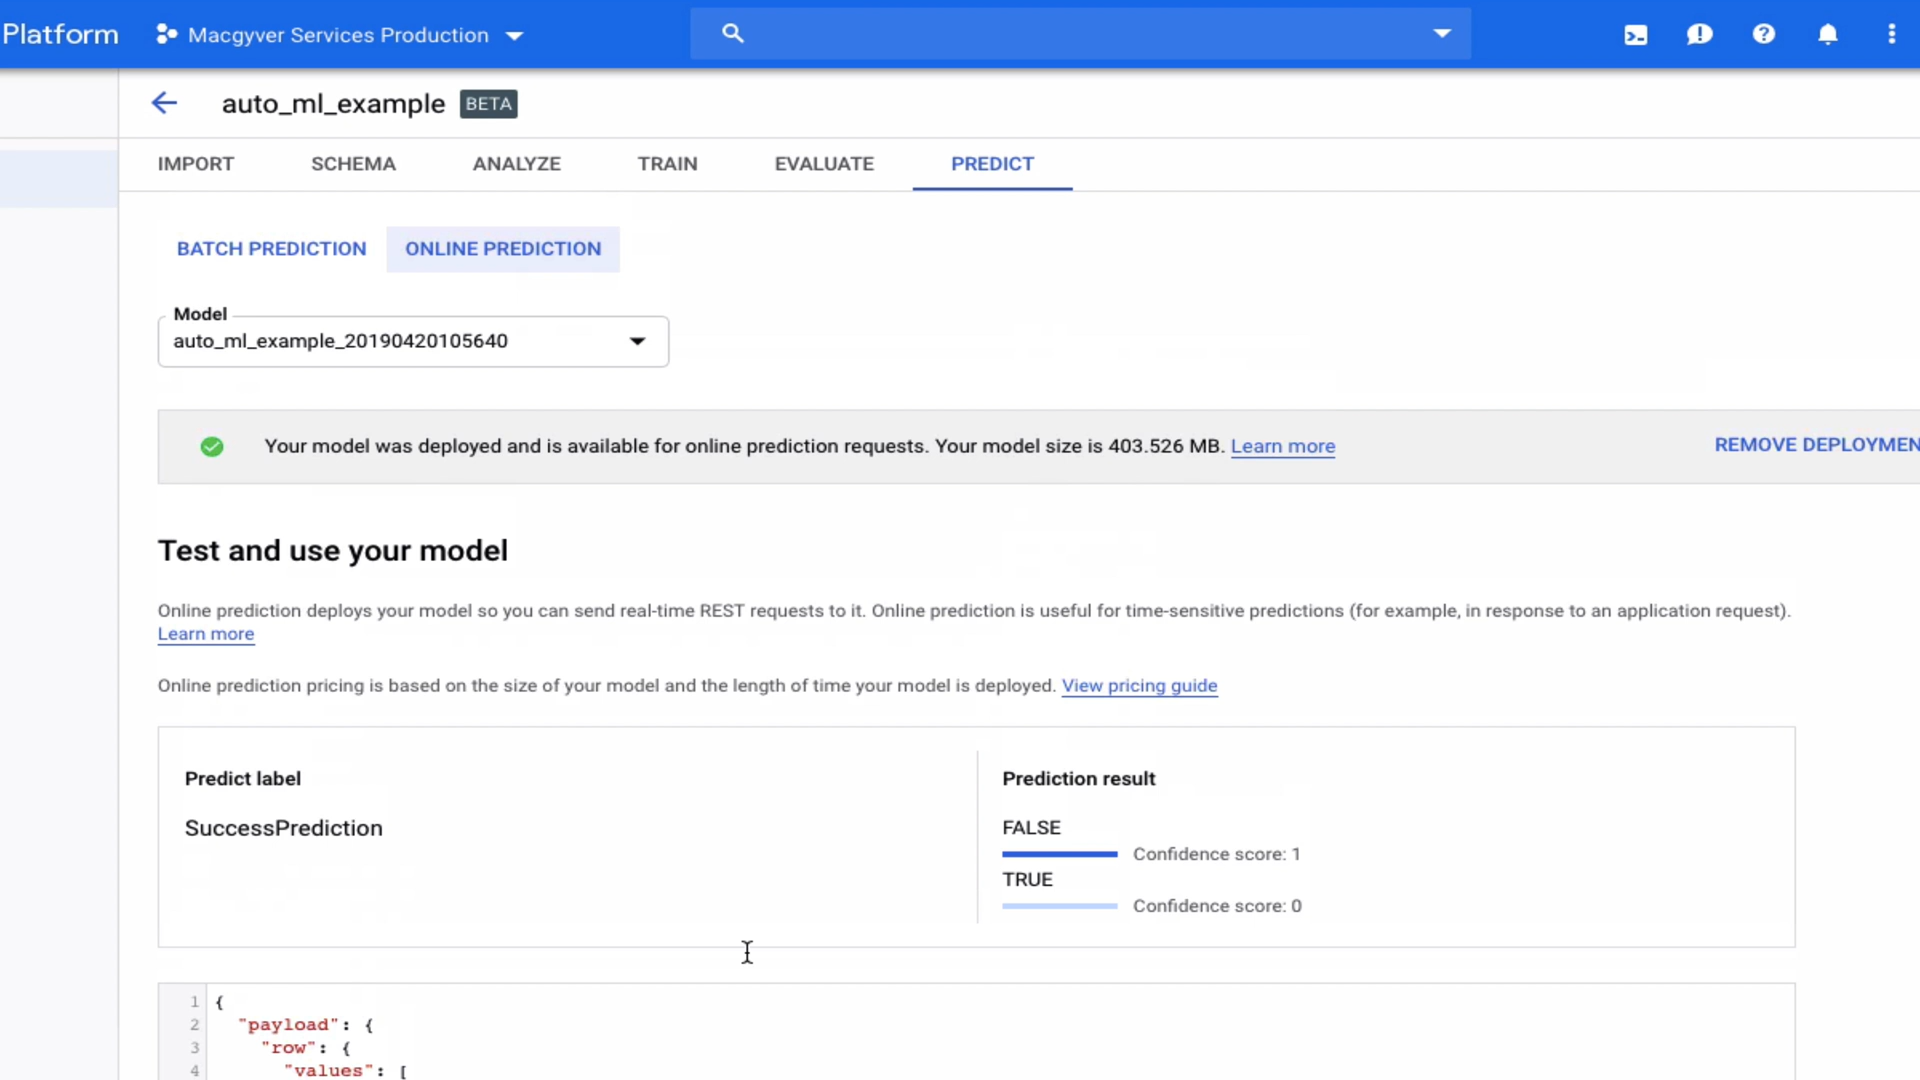 Platform
Macgyver Services Production
auto_ml_example BETA
IMPORT SCHEMA ANALYZE TRAIN EVALUATE PREDICT
BATCH PREDICTION ONLINE PREDICTION
Model
auto_ml_example_20190420105640
Your model was deployed and is available for online prediction requests. Your model size is 403.526 MB. Learn more
REMOVE DEPLOYMEN
Test and use your model
Online prediction deploys your model so you can send real-time REST requests to it. Online prediction is useful for time-sensitive predictions (for example, in response to an application request).
Learn more
Online prediction pricing is based on the size of your model and the length of time your model is deployed. View pricing guide
Predict label
SuccessPrediction
Prediction result
FALSE
Confidence score: 1
TRUE
Confidence score: 0
1 {
2 "payload": {
3 "row": {
4 "values": [